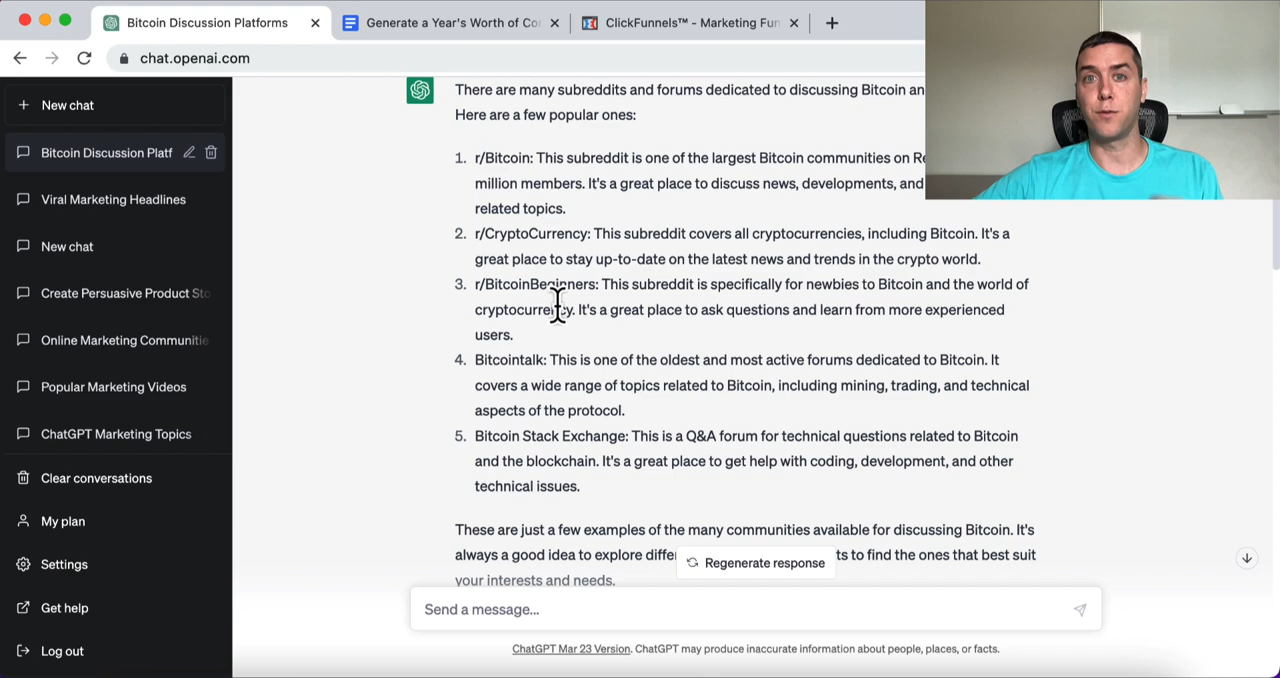 Bitcoin Discussion Platforms
Generate a Year's Worth of Co
ClickFunnels™ - Marketing Fun
chat.openai.com
New chat
Bitcoin Discussion Platf
Viral Marketing Headlines
New chat
Create Persuasive Product Sto
Online Marketing Communitie
Popular Marketing Videos
ChatGPT Marketing Topics
Clear conversations
My plan
Settings
Get help
Log out
There are many subreddits and forums dedicated to discussing Bitcoin an
Here are a few popular ones:
1. r/Bitcoin: This subreddit is one of the largest Bitcoin communities on Re
million members. It's a great place to discuss news, developments, and
related topics.
2. r/CryptoCurrency: This subreddit covers all cryptocurrencies, including Bitcoin. It's a
great place to stay up-to-date on the latest news and trends in the crypto world.
3. r/BitcoinBeginners: This subreddit is specifically for newbies to Bitcoin and the world of
cryptocurrency. It's a great place to ask questions and learn from more experienced
users.
4. Bitcointalk: This is one of the oldest and most active forums dedicated to Bitcoin. It
covers a wide range of topics related to Bitcoin, including mining, trading, and technical
aspects of the protocol.
5. Bitcoin Stack Exchange: This is a Q&A forum for technical questions related to Bitcoin
and the blockchain. It's a great place to get help with coding, development, and other
technical issues.
These are just a few examples of the many communities available for discussing Bitcoin. It's
always a good idea to explore differe ts to find the ones that best suit
your interests and needs.
Regenerate response
Send a message...
ChatGPT Mar 23 Version. ChatGPT may produce inaccurate information about people, places, or facts.